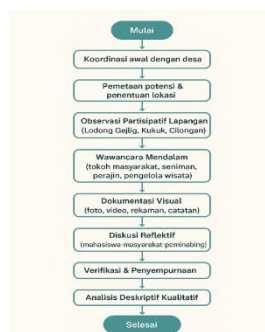 Mulai
Koordinasi awal dengan desa
Pemetaan potensi &
penentuan lokasi
Observasi Partisipatif Lapangan
(Lodong Gejlig, Kukuk, Cilongan)
Wawancara Mendalam
(tokoh masyarakat, seniman,
perajin, pengelola wisata)
Dokumentasi Visual
(foto, video, rekaman, catatan)
Diskusi Reflektif
(mahasiswa-masyarakat-pembimbing)
Verifikasi & Penyempurnaan
Analisis Deskriptif Kualitatif
Selesai